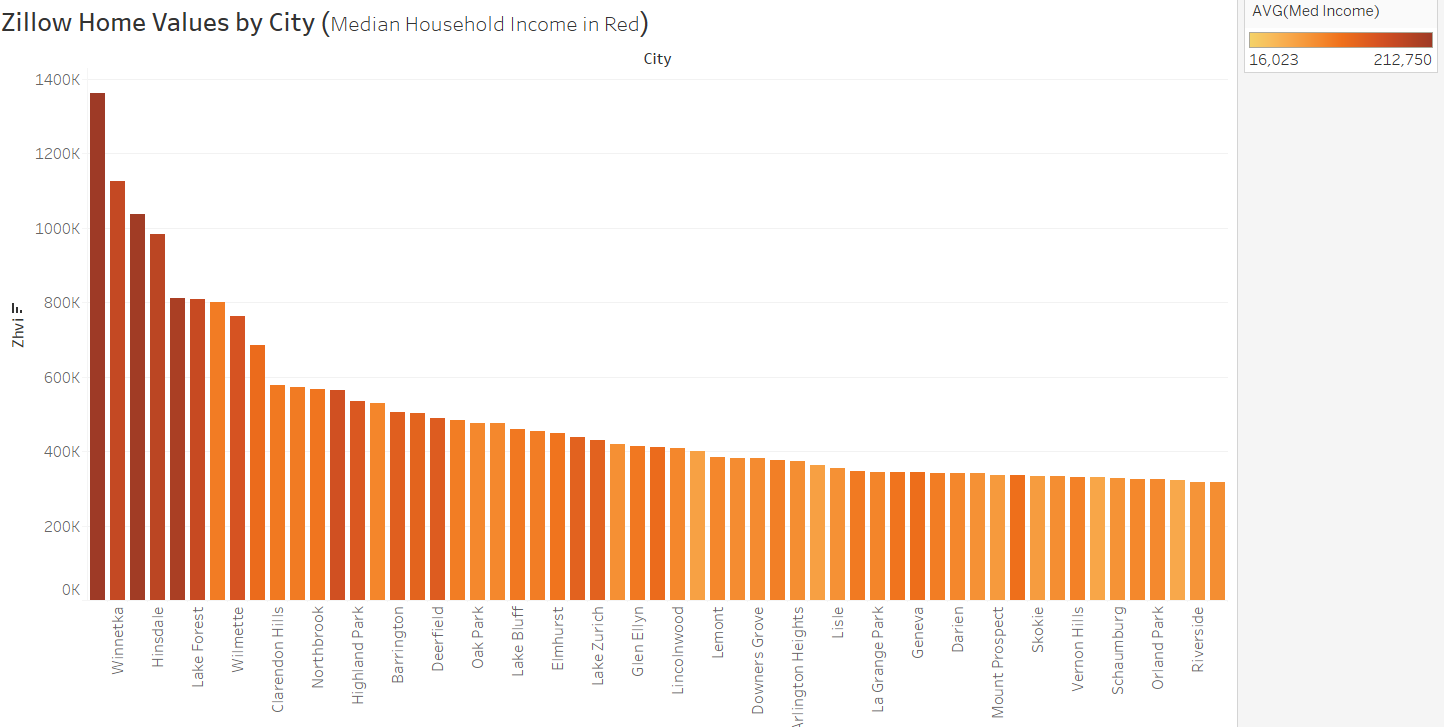 Zillow Home Values by City (Median Household Income in Red)
AVG(Med Income)
16,023 212,750
City
Zhvi
1400K
1200K
1000K
800K
600K
400K
200K
0K
Winnetka
Hinsdale
Lake Forest
Wilmette
Clarendon Hills
Northbrook
Highland Park
Barrington
Deerfield
Oak Park
Lake Bluff
Elmhurst
Lake Zurich
Glen Ellyn
Lincolnwood
Lemont
Downers Grove
Arlington Heights
Lisle
La Grange Park
Geneva
Darien
Mount Prospect
Skokie
Vernon Hills
Schaumburg
Orland Park
Riverside